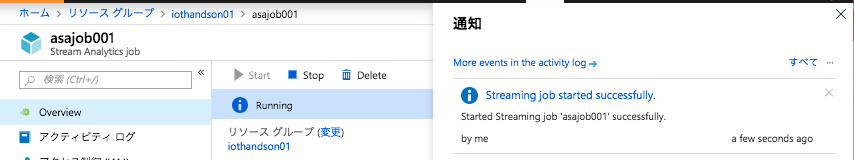 ホーム > リソース グループ > iothandson01 > asajob001
asajob001
Stream Analytics job
検索 (Ctrl+/)
«
Overview
アクティビティ ログ
Start
Stop
Delete
Running
リソース グループ (変更)
iothandson01
通知
More events in the activity log →
すべて ...
Streaming job started successfully.
Started Streaming job 'asajob001' successfully.
by me
a few seconds ago